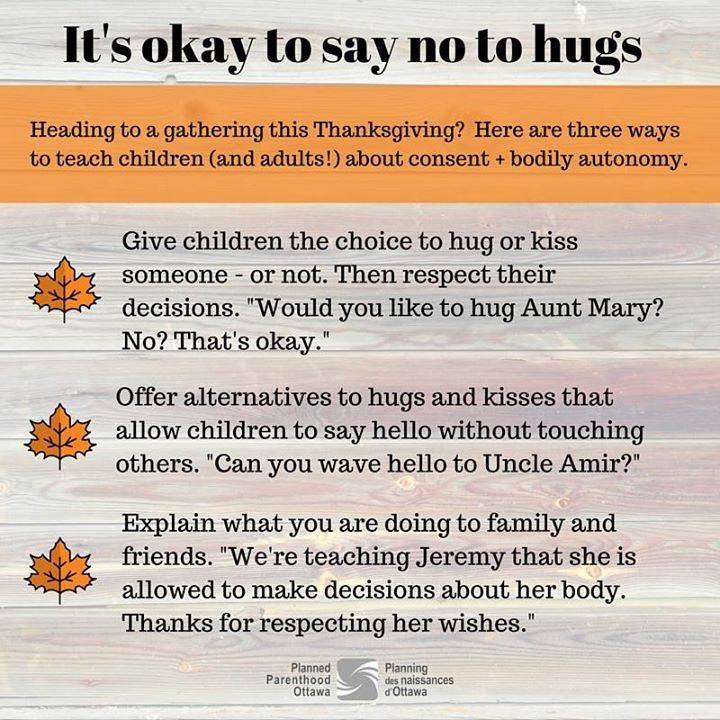 It's okay to say no to hugs
Heading to a gathering this Thanksgiving? Here are three ways
to teach children (and adults!) about consent + bodily autonomy.
Give children the choice to hug or kiss
someone - or not. Then respect their
decisions. "Would you like to hug Aunt Mary?
No? That's okay."
Offer alternatives to hugs and kisses that
allow children to say hello without touching
others. "Can you wave hello to Uncle Amir?"
Explain what you are doing to family and
friends. "We're teaching Jeremy that she is
allowed to make decisions about her body.
Thanks for respecting her wishes."
Planned
Parenthood
Ottawa
Planning
des naissances
d'Ottawa